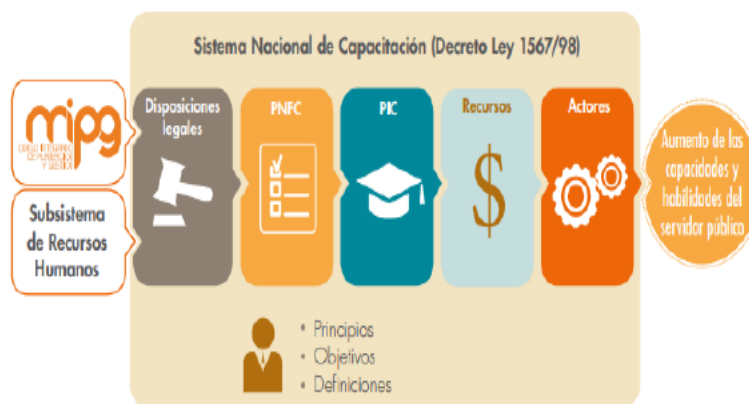 Sistema Nacional de Capacitación (Decreto Ley 1567/98)
mipg
Subsistema
de Recursos
Humanos
Disposiciones
legales
PNFC
PIC
Recursos
$
Actores
Aumento de las
capacidades y
habilidades del
servidor público
• Principios
• Objetivos
• Definiciones